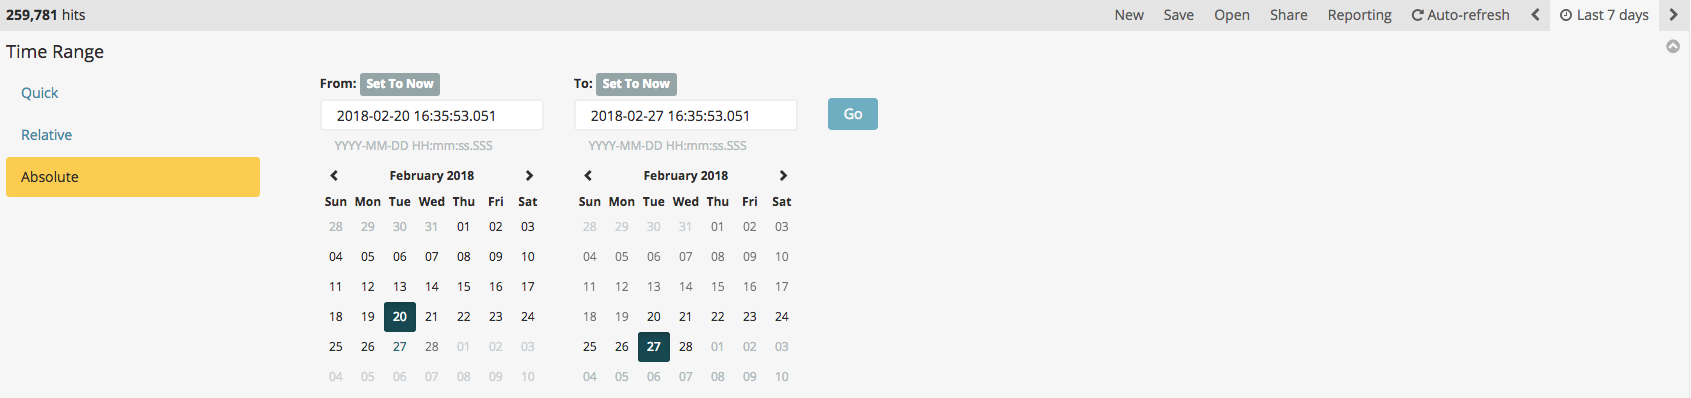 259,781 hits New Save Open Share Reporting Auto-refresh Last 7 days
Time Range
Quick
Relative
Absolute
From: Set To Now
2018-02-20 16:35:53.051
YYYY-MM-DD HH:mm:ss.SSS
February 2018
Sun Mon Tue Wed Thu Fri Sat
28 29 30 31 01 02 03
04 05 06 07 08 09 10
11 12 13 14 15 16 17
18 19 20 21 22 23 24
25 26 27 28 01 02 03
04 05 06 07 08 09 10
To: Set To Now
2018-02-27 16:35:53.051
YYYY-MM-DD HH:mm:ss.SSS
February 2018
Sun Mon Tue Wed Thu Fri Sat
28 29 30 31 01 02 03
04 05 06 07 08 09 10
11 12 13 14 15 16 17
18 19 20 21 22 23 24
25 26 27 28 01 02 03
04 05 06 07 08 09 10
Go